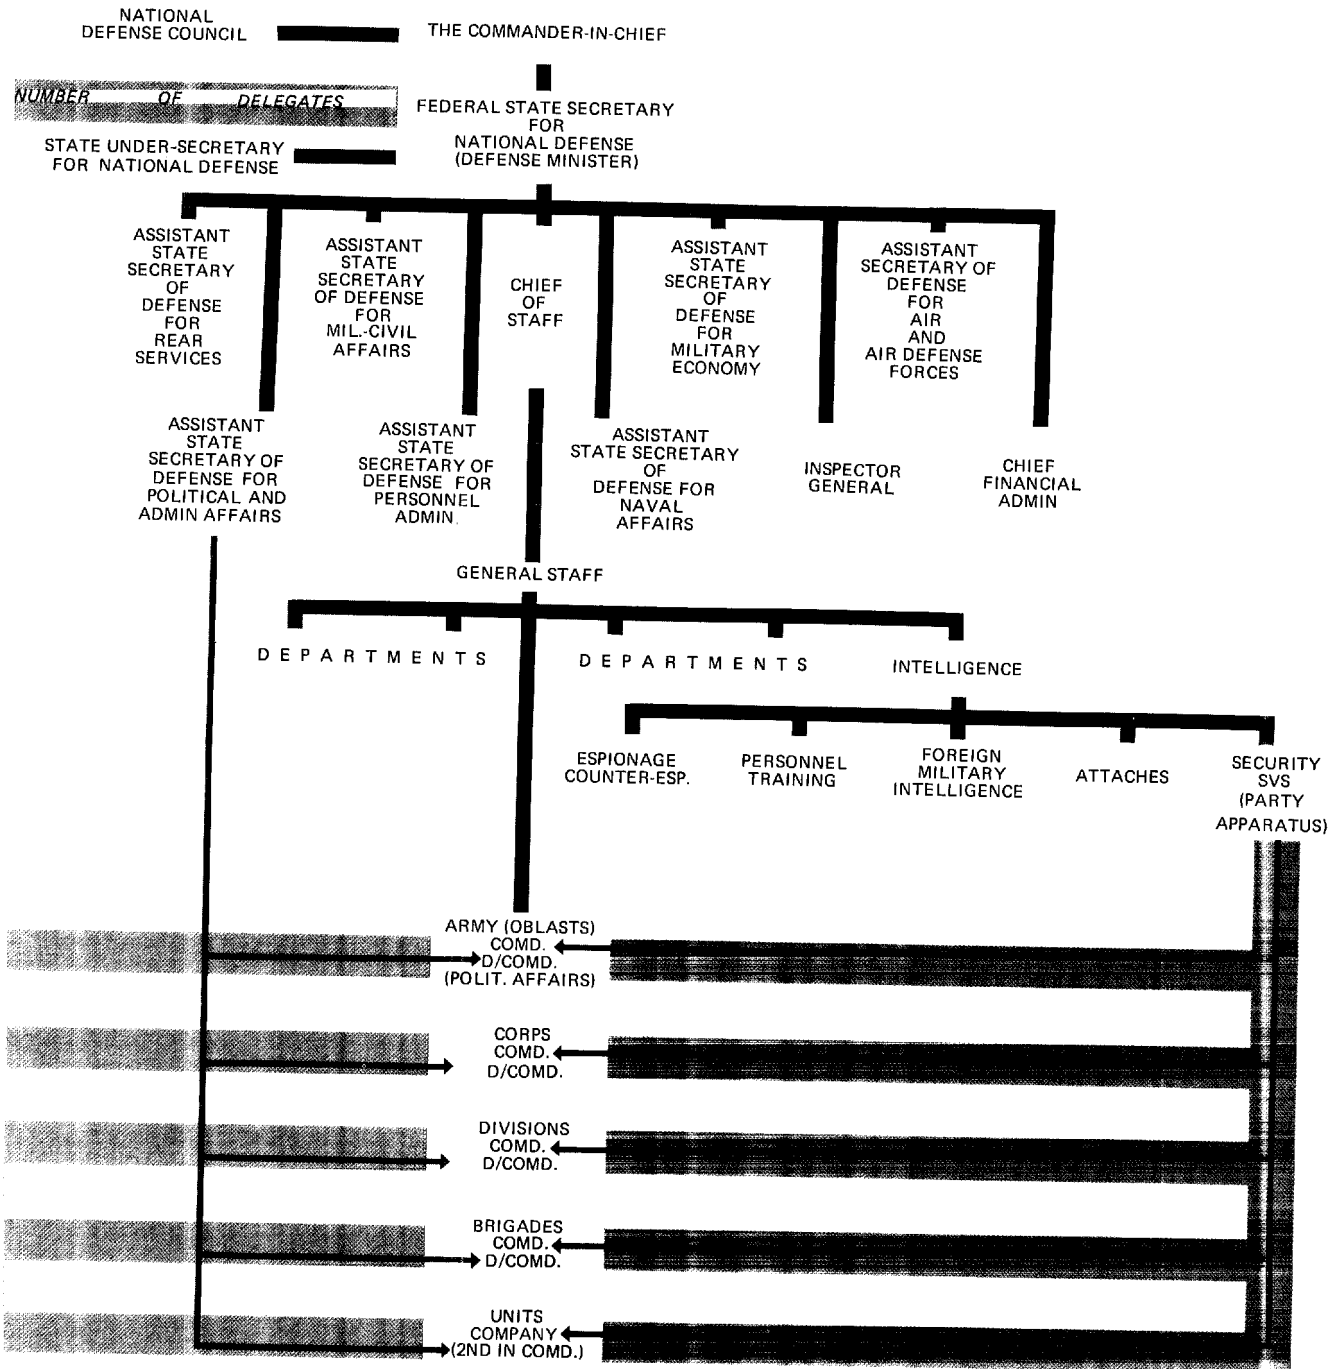 NATIONAL
DEFENSE COUNCIL
THE COMMANDER-IN-CHIEF
NUMBER OF DELEGATES
FEDERAL STATE SECRETARY
FOR
NATIONAL DEFENSE
(DEFENSE MINISTER)
STATE UNDER-SECRETARY
FOR NATIONAL DEFENSE
ASSISTANT
STATE
SECRETARY
OF
DEFENSE
FOR
REAR
SERVICES
ASSISTANT
STATE
SECRETARY
OF DEFENSE
FOR
MIL.-CIVIL
AFFAIRS
CHIEF
OF
STAFF
ASSISTANT
STATE
SECRETARY
OF
DEFENSE
FOR
MILITARY
ECONOMY
ASSISTANT
SECRETARY OF
DEFENSE
FOR
AIR
AND
AIR DEFENSE
FORCES
ASSISTANT
STATE
SECRETARY OF
DEFENSE FOR
POLITICAL AND
ADMIN AFFAIRS
ASSISTANT
STATE
SECRETARY OF
DEFENSE FOR
PERSONNEL
ADMIN.
ASSISTANT
STATE SECRETARY
OF
DEFENSE FOR
NAVAL
AFFAIRS
INSPECTOR
GENERAL
CHIEF
FINANCIAL
ADMIN
GENERAL STAFF
DEPARTMENTS
DEPARTMENTS
INTELLIGENCE
ESPIONAGE
COUNTER-ESP.
PERSONNEL
TRAINING
FOREIGN
MILITARY
INTELLIGENCE
ATTACHES
SECURITY
SVS
(PARTY
APPARATUS)
ARMY (OBLASTS)
COMD.
D/COMD.
(POLIT. AFFAIRS)
CORPS
COMD.
D/COMD.
DIVISIONS
COMD.
D/COMD.
BRIGADES
COMD.
D/COMD.
UNITS
COMPANY
(2ND IN COMD.)